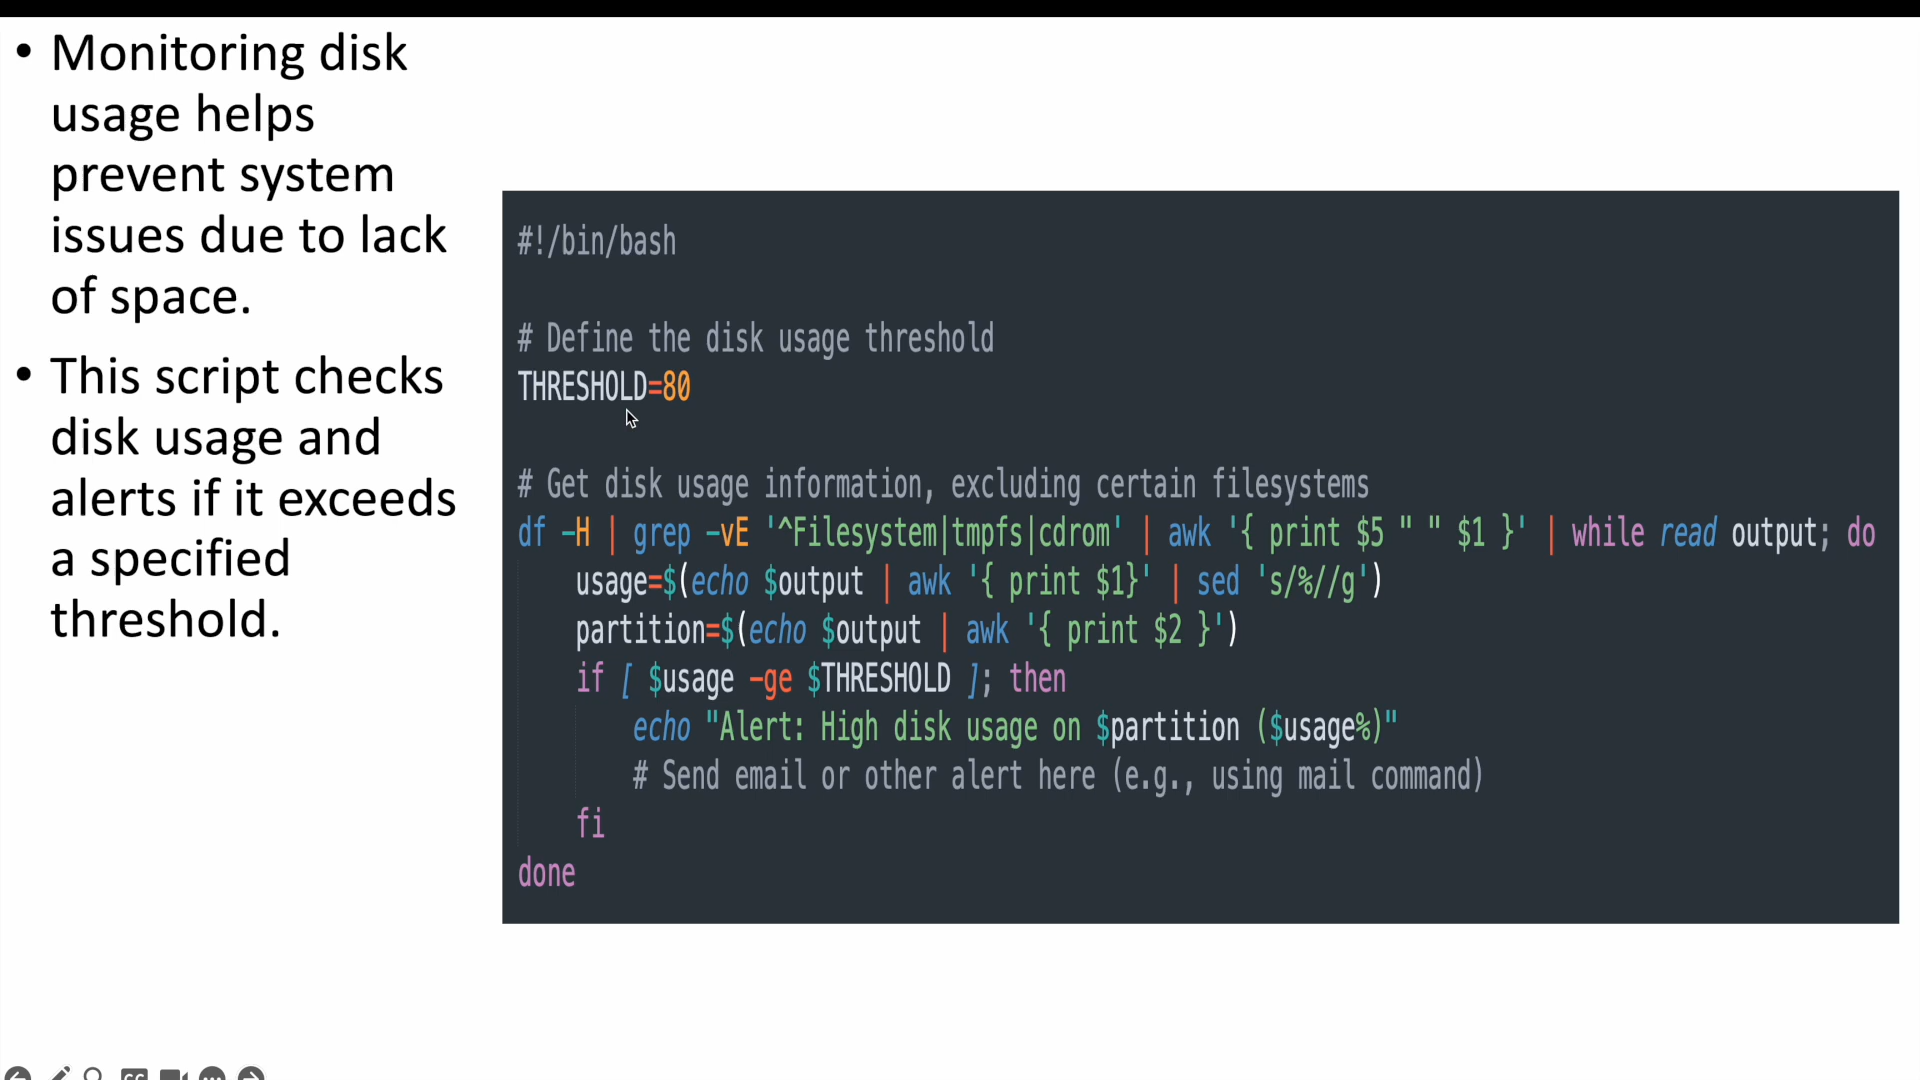 • Monitoring disk
usage helps
prevent system
issues due to lack
of space.
• This script checks
disk usage and
alerts if it exceeds
a specified
threshold.
#!/bin/bash
# Define the disk usage threshold
THRESHOLD=80
# Get disk usage information, excluding certain filesystems
df -H | grep -vE '^Filesystem|tmpfs|cdrom' | awk '{ print $5 " " $1 }' | while read output; do
usage=$(echo $output | awk '{ print $1}' | sed 's/%//g')
partition=$(echo $output | awk '{ print $2 }')
if [ $usage -ge $THRESHOLD ]; then
echo "Alert: High disk usage on $partition ($usage%)"
# Send email or other alert here (e.g., using mail command)
fi
done